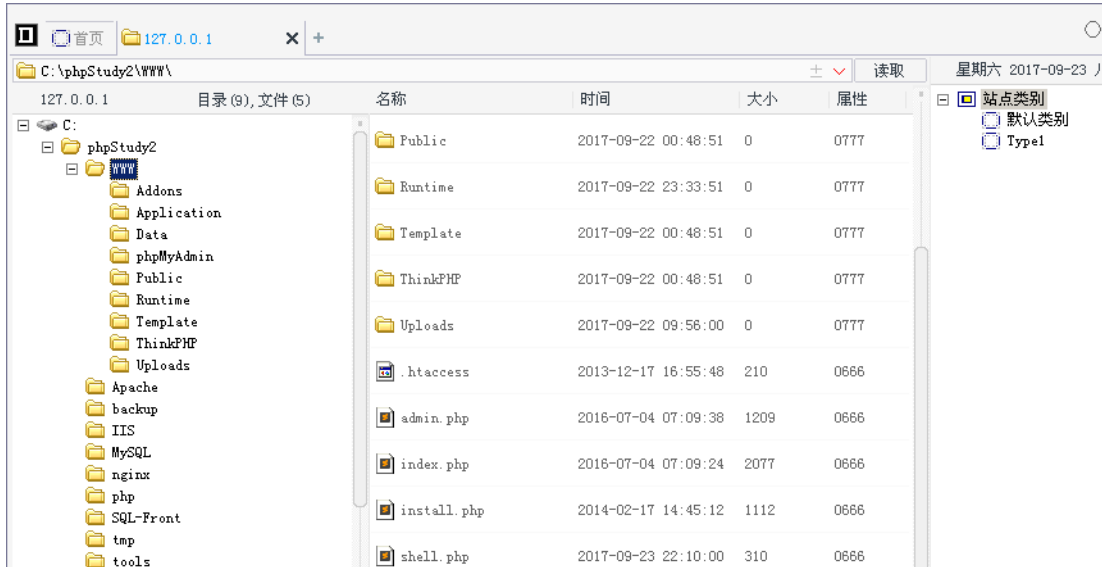 首页 127.0.0.1
C:\phpStudy2\WWW\ 读取 星期六 2017-09-23
127.0.0.1 目录(9),文件(5) 名称 时间 大小 属性 站点类别
C: 默认类别
phpStudy2 Public 2017-09-22 00:48:51 0 0777 Type1
WWW
Addons Runtime 2017-09-22 23:33:51 0 0777
Application
Data Template 2017-09-22 00:48:51 0 0777
phpMyAdmin
Public ThinkPHP 2017-09-22 00:48:51 0 0777
Runtime
Template Uploads 2017-09-22 09:56:00 0 0777
ThinkPHP
Uploads .htaccess 2013-12-17 16:55:48 210 0666
Apache
backup admin.php 2016-07-04 07:09:38 1209 0666
IIS
MySQL index.php 2016-07-04 07:09:24 2077 0666
nginx
php install.php 2014-02-17 14:45:12 1112 0666
SQL-Front
tmp
tools shell.php 2017-09-23 22:10:00 310 0666